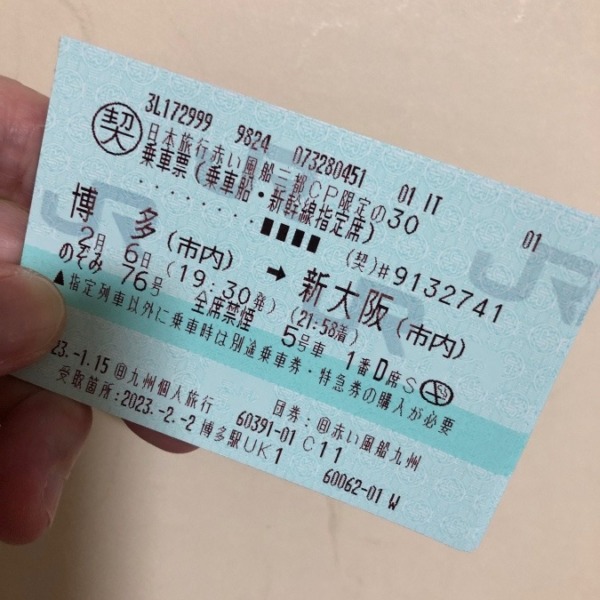 3L172999 9824 073280451 01 IT 01
契 日本旅行赤い風船三都CP限定の30
乗車票(乗車船・新幹線指定席)
(契)#9132741
博多(市内) → 新大阪(市内)
2月 6日(19:30発) (21:58着)
のぞみ 76号 全席禁煙 5号車 1番D席 S
▲指定列車以外に乗車時は別途乗車券・特急券の購入が必要
23.-1.15 日九州個人旅行 団券:日赤い風船九州
受取箇所:2023.-2.-2 博多駅UK1
60391-01 C11
60062-01 W
JR